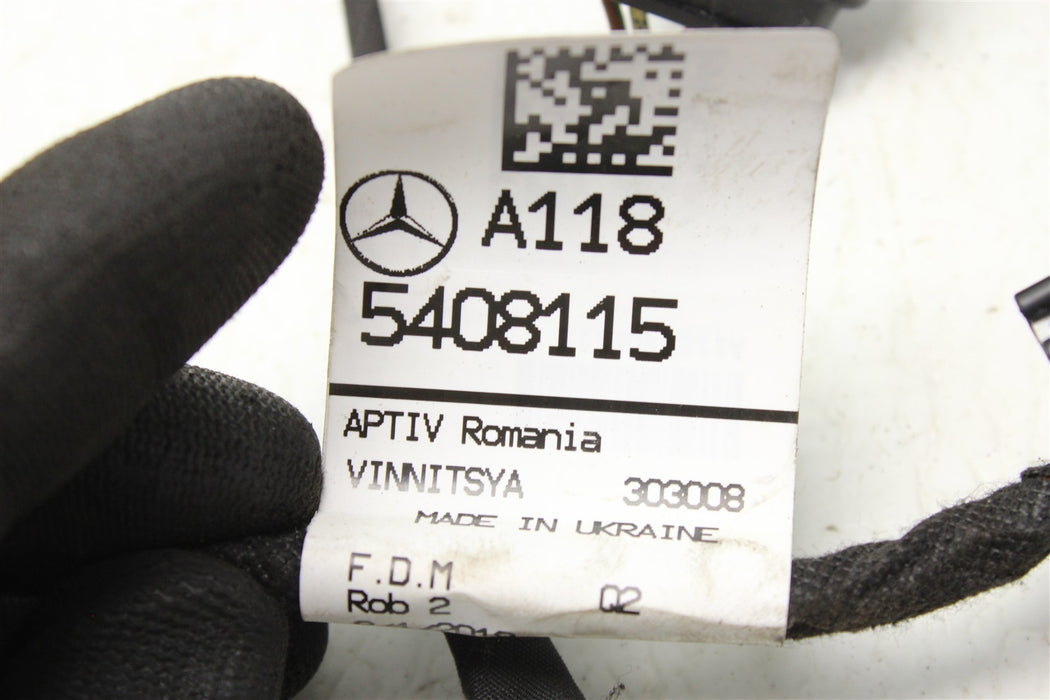 A118
5408115
APTIV Romania
VINNITSYA 303008
MADE IN UKRAINE
F.D.M
Rob 2 Q2